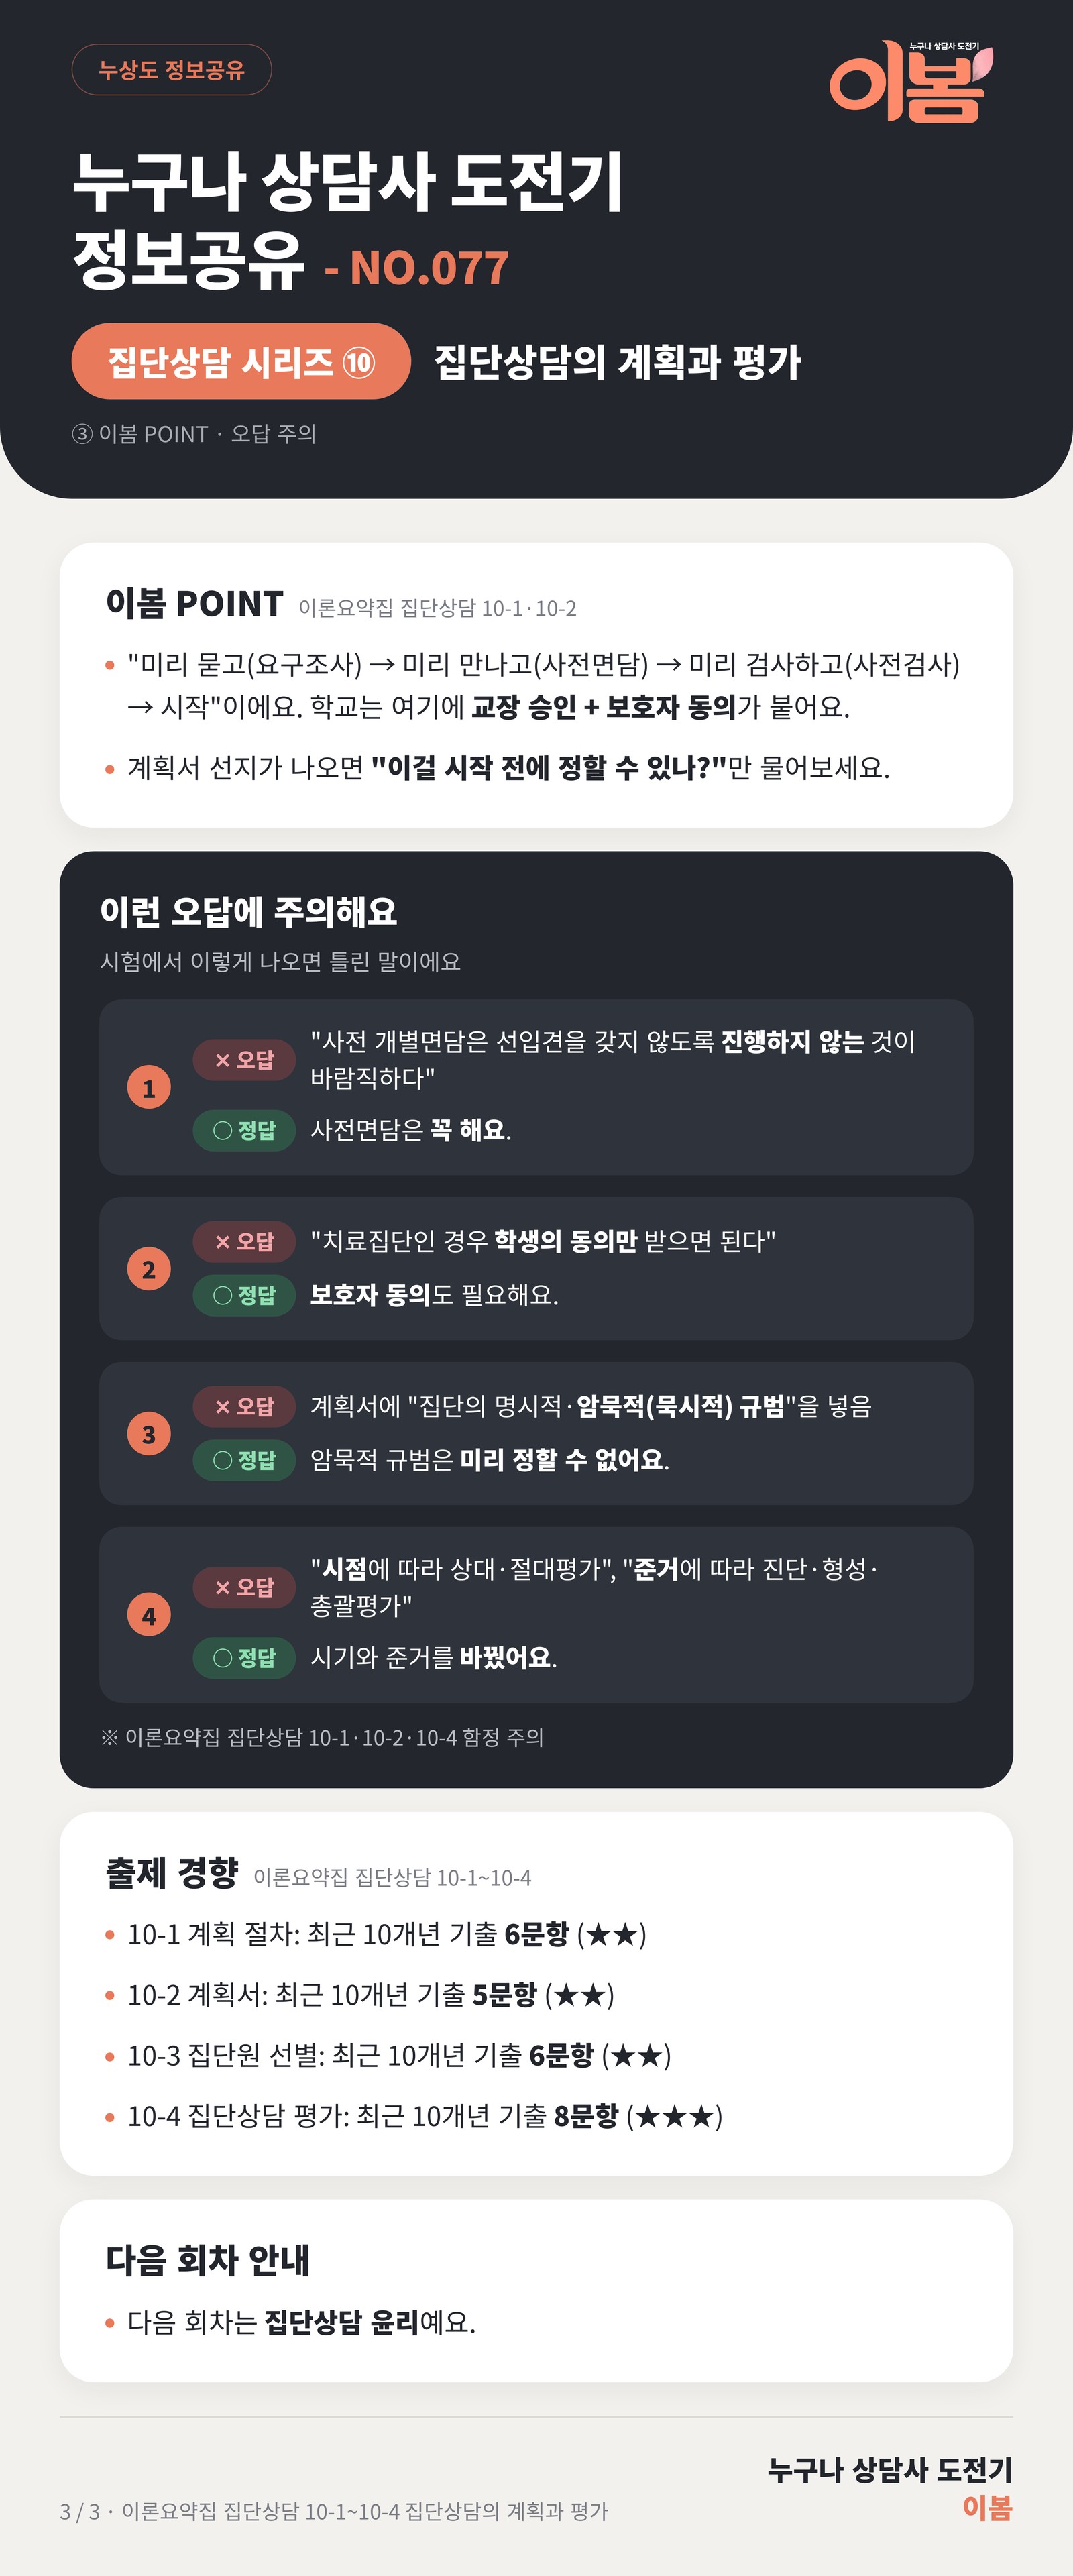 누상도 정보공유
누구나 상담사 도전기
이봄
누구나 상담사 도전기
정보공유 - NO.077
집단상담 시리즈 ⑩ 집단상담의 계획과 평가
③ 이봄 POINT · 오답 주의
이봄 POINT 이론요약집 집단상담 10-1·10-2
• "미리 묻고(요구조사) → 미리 만나고(사전면담) → 미리 검사하고(사전검사)
→ 시작"이에요. 학교는 여기에 교장 승인 + 보호자 동의가 붙어요.
• 계획서 선지가 나오면 "이걸 시작 전에 정할 수 있나?"만 물어보세요.
이런 오답에 주의해요
시험에서 이렇게 나오면 틀린 말이에요
1
× 오답 "사전 개별면담은 선입견을 갖지 않도록 진행하지 않는 것이
바람직하다"
○ 정답 사전면담은 꼭 해요.
2
× 오답 "치료집단인 경우 학생의 동의만 받으면 된다"
○ 정답 보호자 동의도 필요해요.
3
× 오답 계획서에 "집단의 명시적·암묵적(묵시적) 규범"을 넣음
○ 정답 암묵적 규범은 미리 정할 수 없어요.
4
× 오답 "시점에 따라 상대·절대평가", "준거에 따라 진단·형성·
총괄평가"
○ 정답 시기와 준거를 바꿨어요.
※ 이론요약집 집단상담 10-1·10-2·10-4 함정 주의
출제 경향 이론요약집 집단상담 10-1~10-4
• 10-1 계획 절차: 최근 10개년 기출 6문항 (★★)
• 10-2 계획서: 최근 10개년 기출 5문항 (★★)
• 10-3 집단원 선별: 최근 10개년 기출 6문항 (★★)
• 10-4 집단상담 평가: 최근 10개년 기출 8문항 (★★★)
다음 회차 안내
• 다음 회차는 집단상담 윤리예요.
누구나 상담사 도전기
3 / 3 · 이론요약집 집단상담 10-1~10-4 집단상담의 계획과 평가
이봄